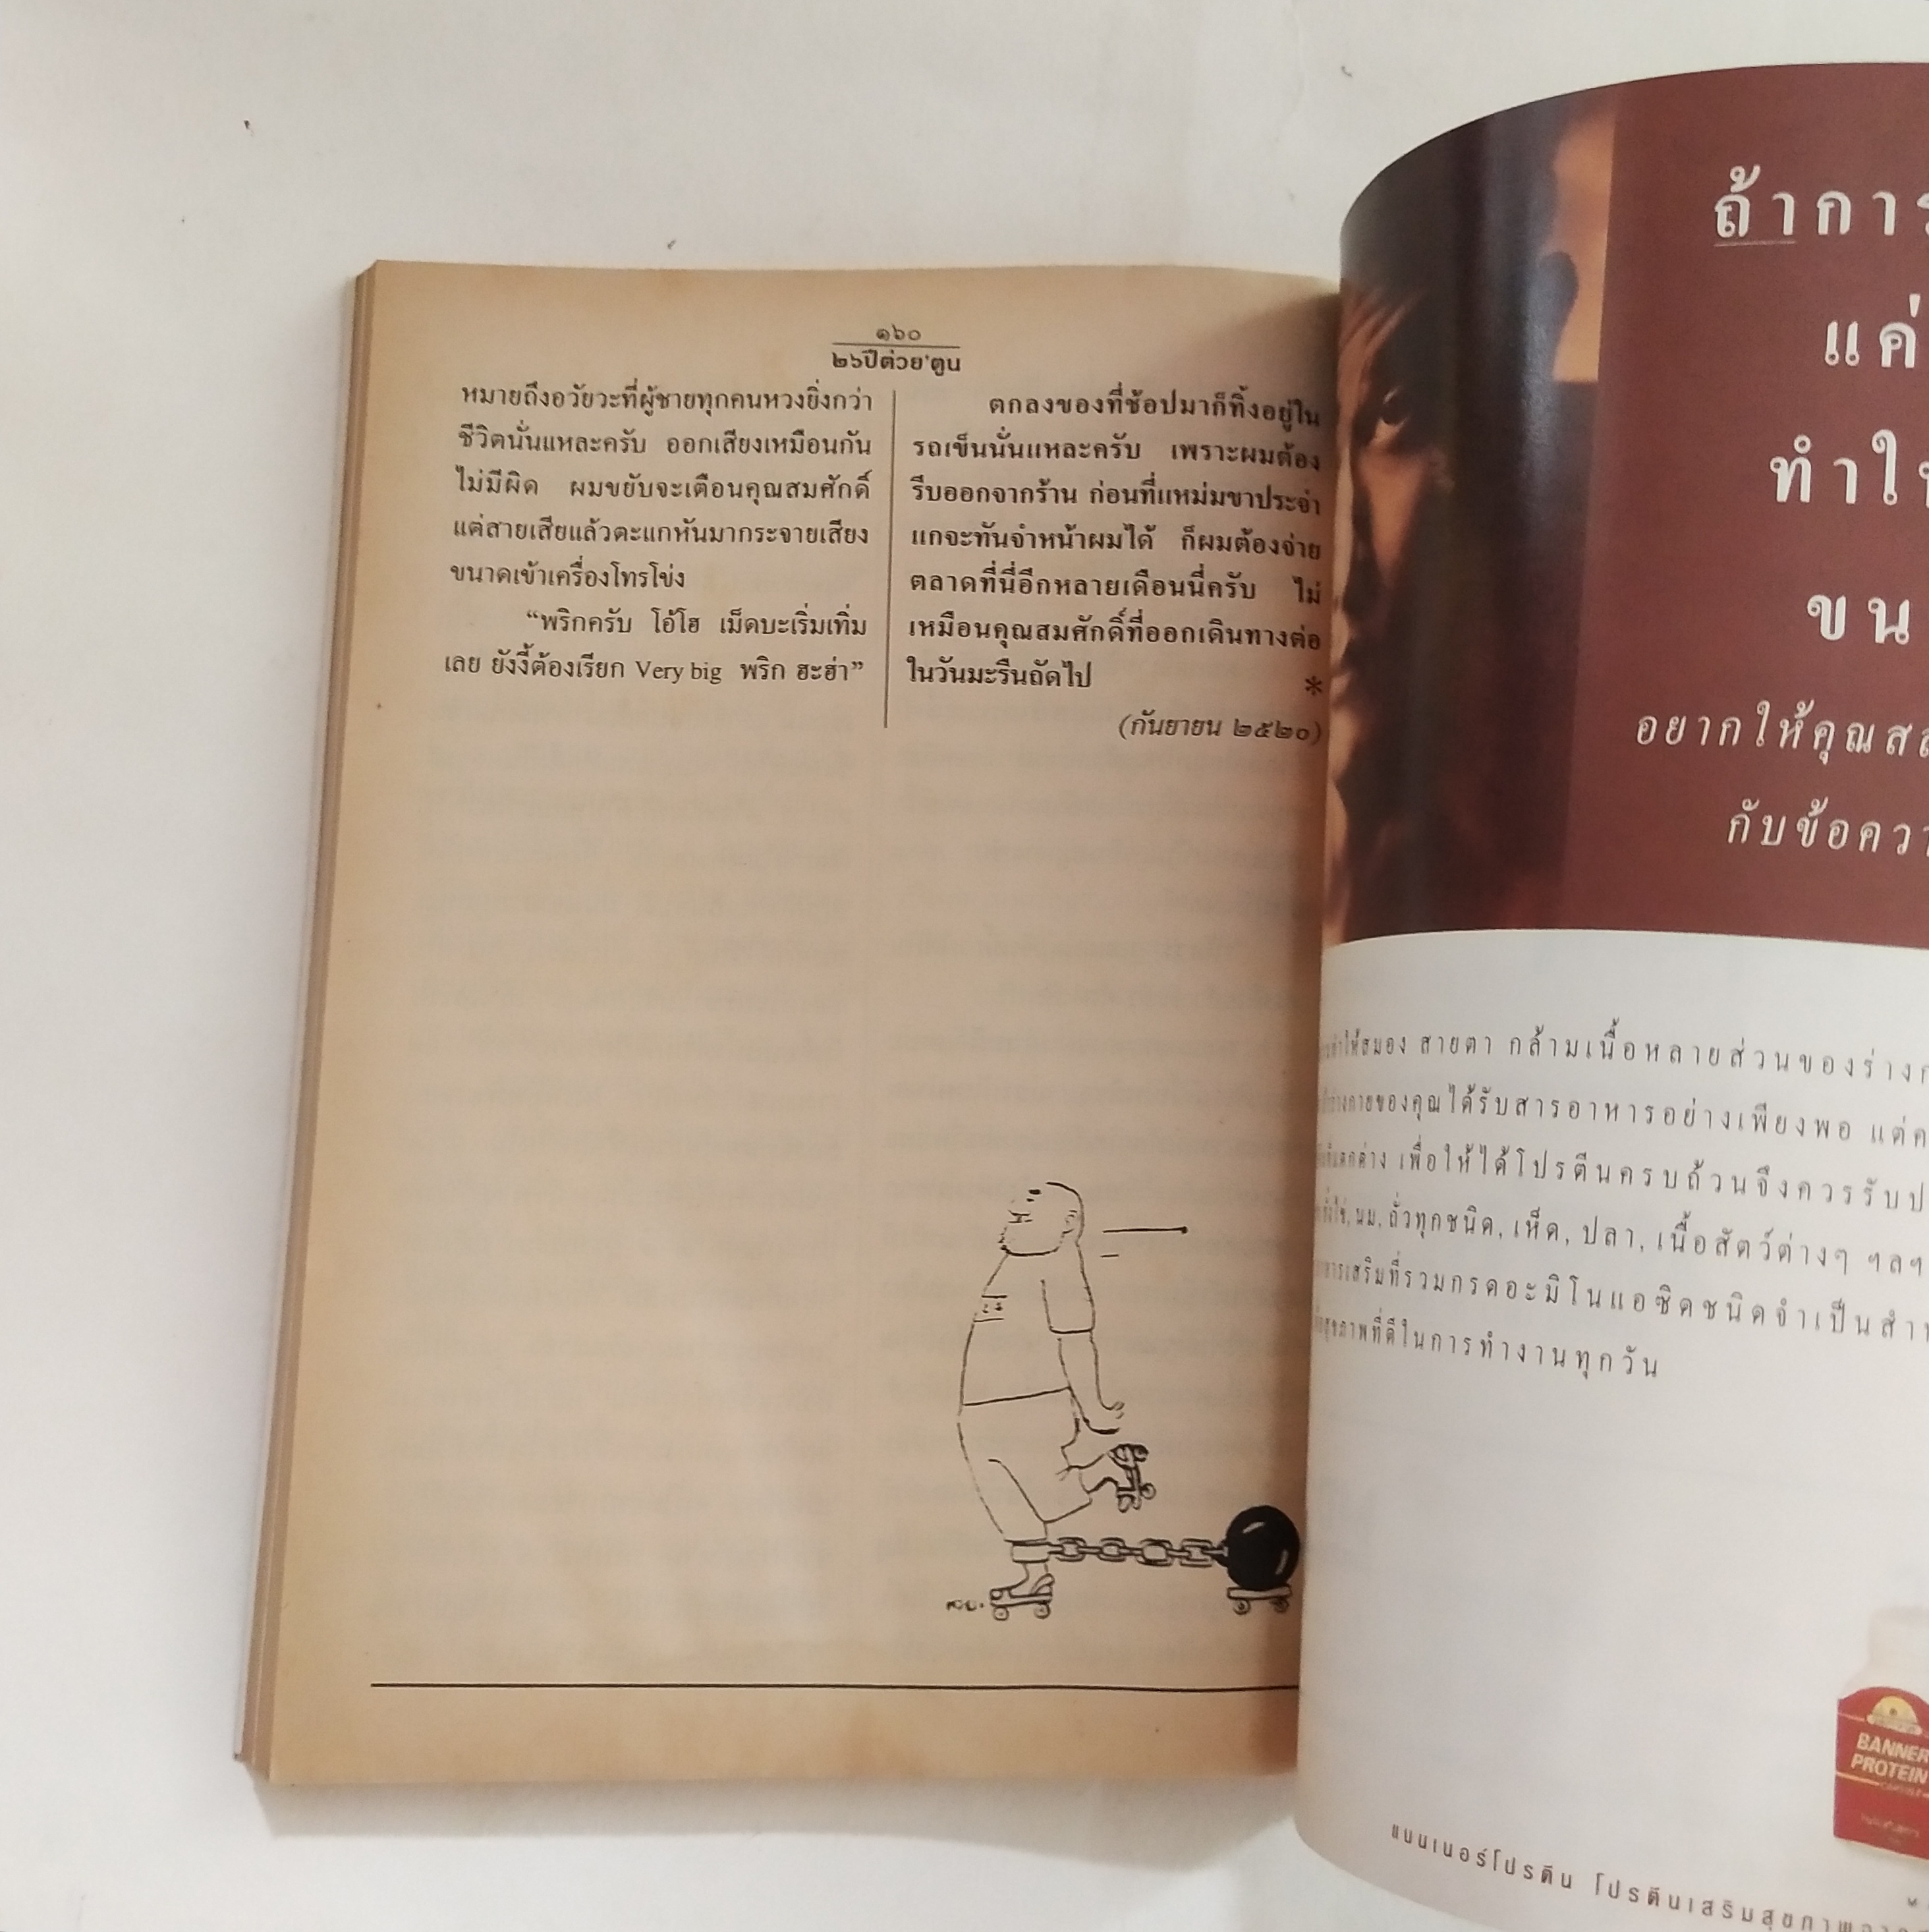 ๑๖๐
๒๖ปีต่วย'ตูน
หมายถึงอวัยวะที่ผู้ชายทุกคนหวงยิ่งกว่า
ชีวิตนั่นแหละครับ ออกเสียงเหมือนกัน
ไม่มีผิด ผมขยับจะเตือนคุณสมศักดิ์
แต่สายเสียแล้วตะแกหันมากระจายเสียง
ขนาดเข้าเครื่องโทรโข่ง
“พริกครับ โอ้โฮ เม็ดบะเริ่มเทิ่ม
เลย ยังงี้ต้องเรียก Very big พริก ฮะฮ่า”
ตกลงของที่ช้อปมาก็ทิ้งอยู่ใน
รถเข็นนั่นแหละครับ เพราะผมต้อง
รีบออกจากร้าน ก่อนที่แหม่มขาประจำ
แกจะทันจำหน้าผมได้ ก็ผมต้องจ่าย
ตลาดที่นี่อีกหลายเดือนนี่ครับ ไม่
เหมือนคุณสมศักดิ์ที่ออกเดินทางต่อ
ในวันมะรืนถัดไป
*
(กันยายน ๒๕๒๐)
ถ้าการ
แค่
ทำให้
ขน
อยากให้คุณ
กับข้อความ
ทำให้สมอง สายตา กล้ามเนื้อหลายส่วนของ
ร่างกายของคุณได้รับสารอาหารอย่างเพียงพอ แต่
แตกต่าง เพื่อให้ได้โปรตีนครบถ้วนจึงควร
ไข่, นม, ถั่วทุกชนิด, เห็ด, ปลา, เนื้อสัตว์ต่างๆ ฯลฯ
อาหารเสริมที่รวมกรดอะมิโนแอซิดชนิดจำเป็น
สุขภาพที่ดีในการทำงานทุกวัน
BANNER
PROTEIN
แบนเนอร์โปรตีน โปรตีนเสริมสุขภาพ